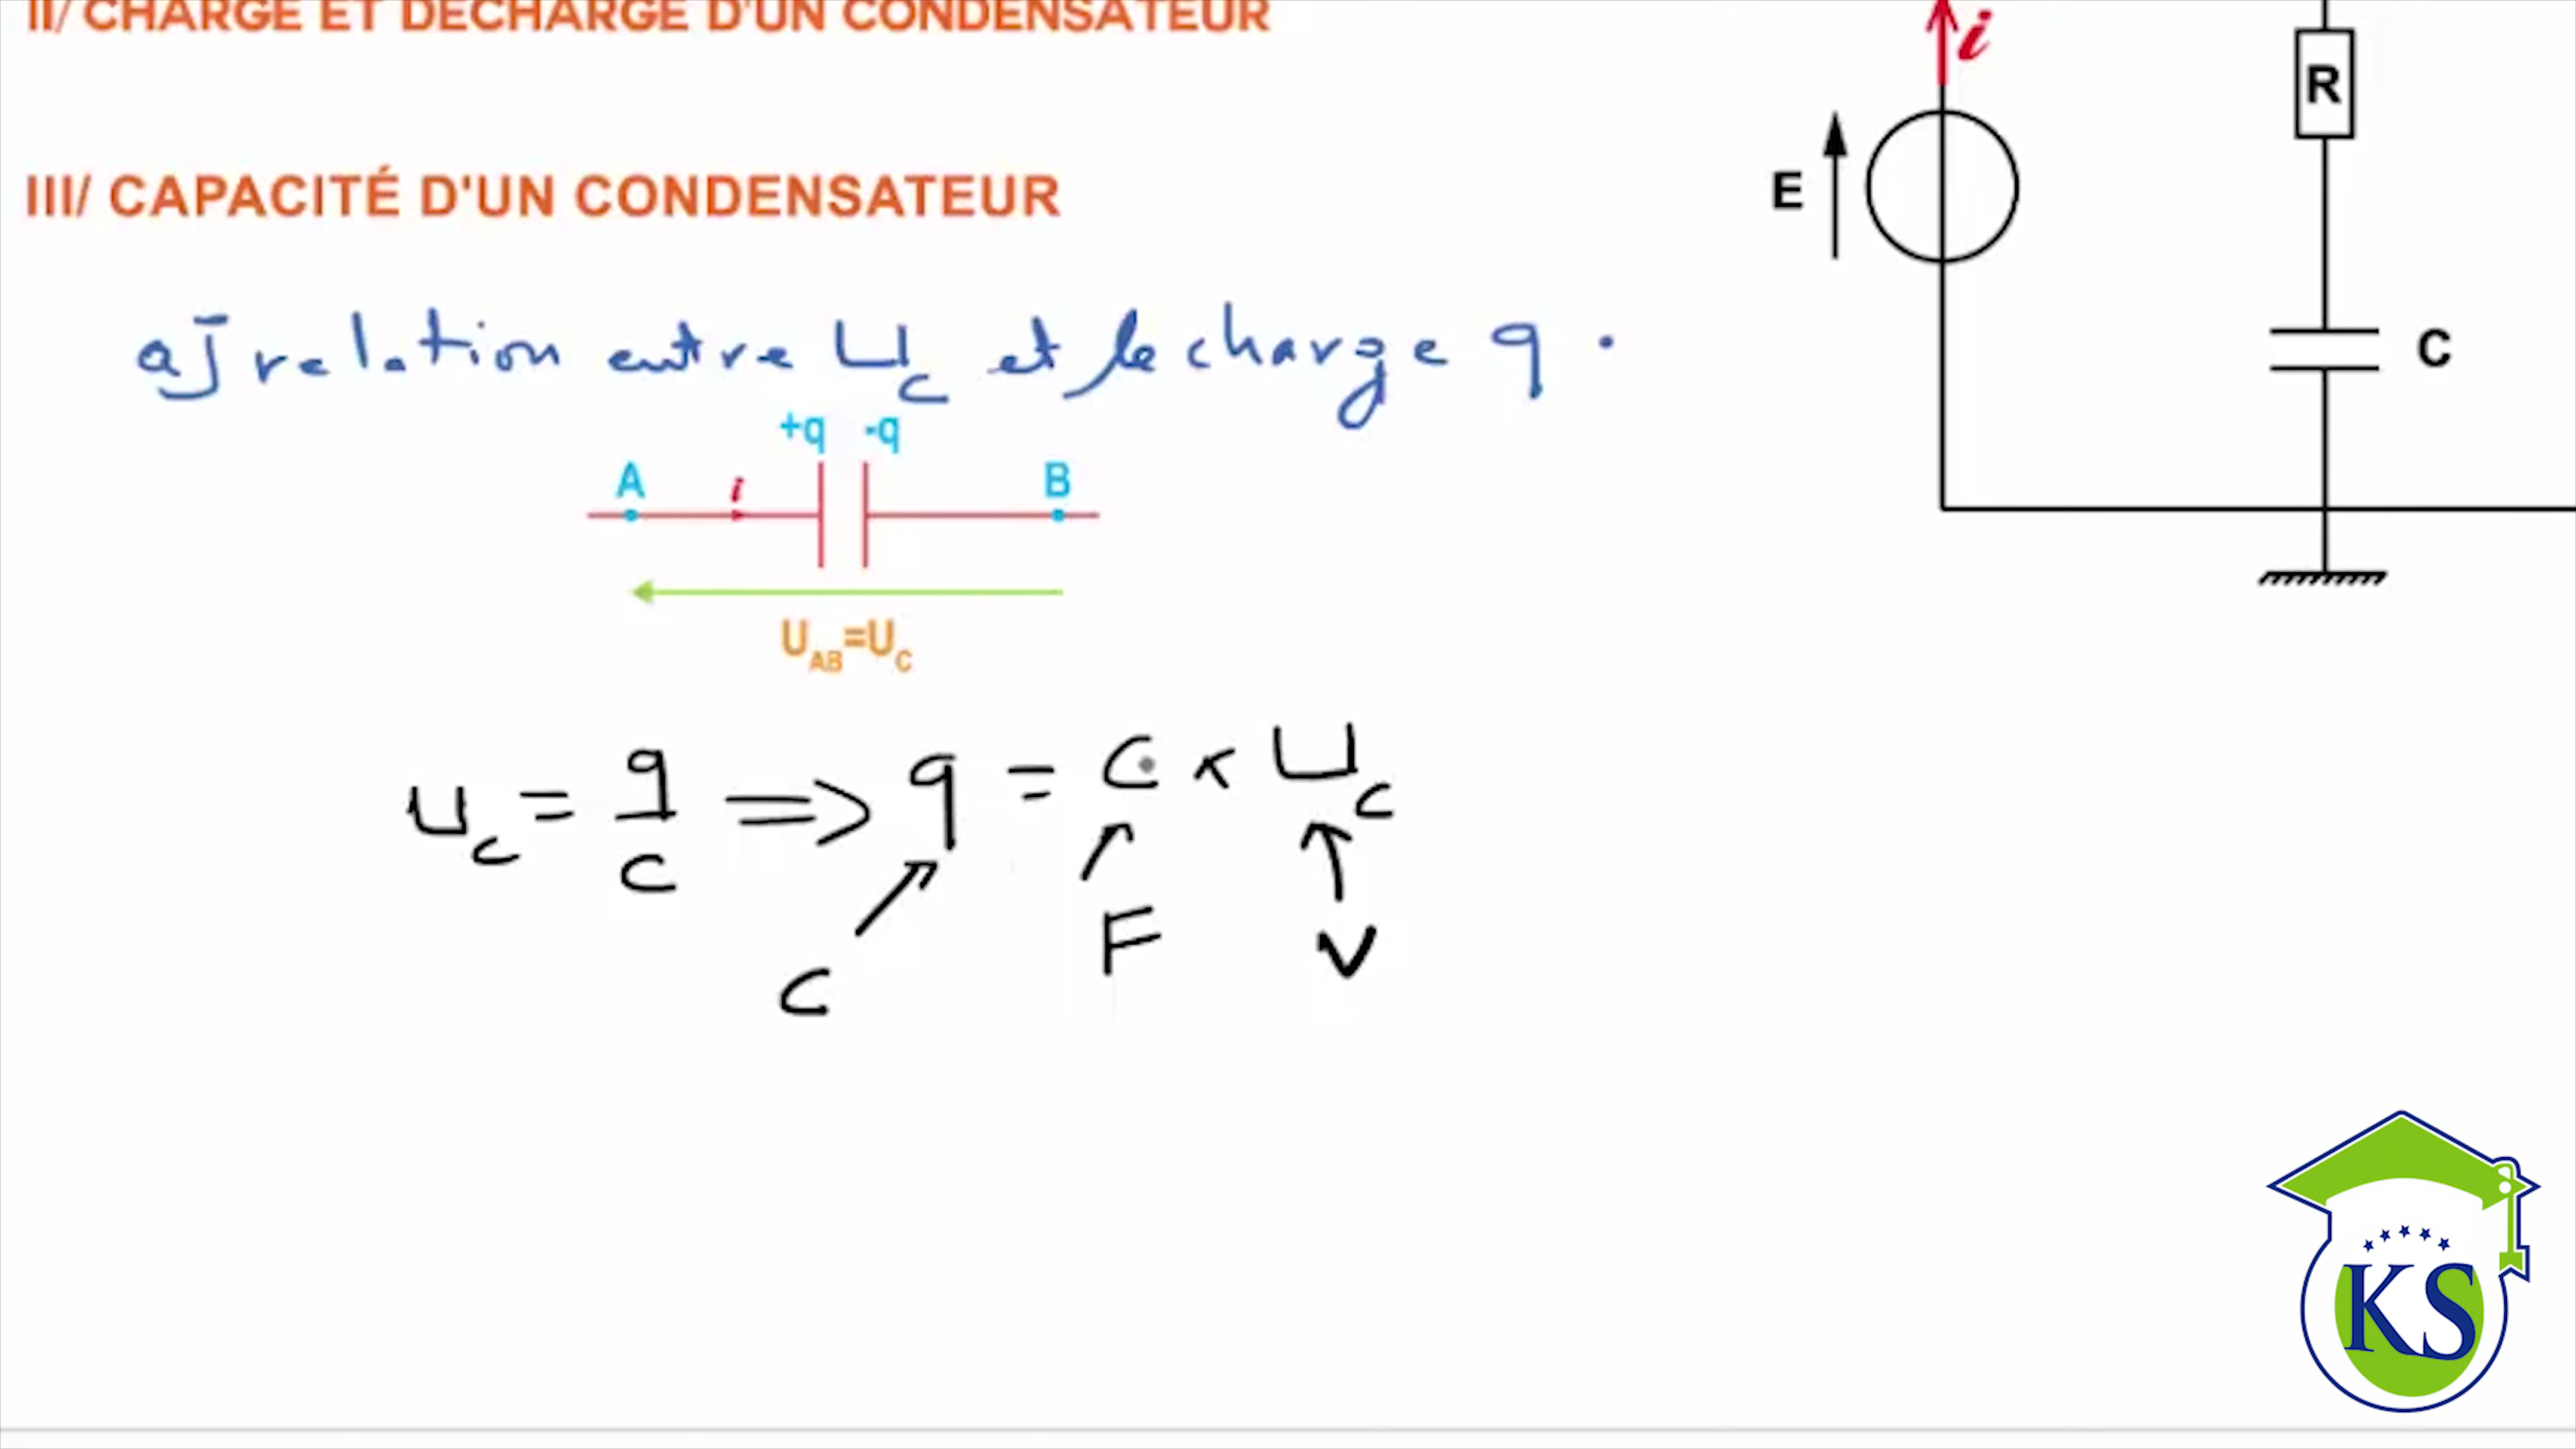 II/ CHARGE ET DÉCHARGE D'UN CONDENSATEUR
III/ CAPACITÉ D'UN CONDENSATEUR
a) relation entre Uc et le charge q.
+q -q
A i B
UAB=UC
uc = q/c => q = c × Uc
C F V
i
R
E
C
KS